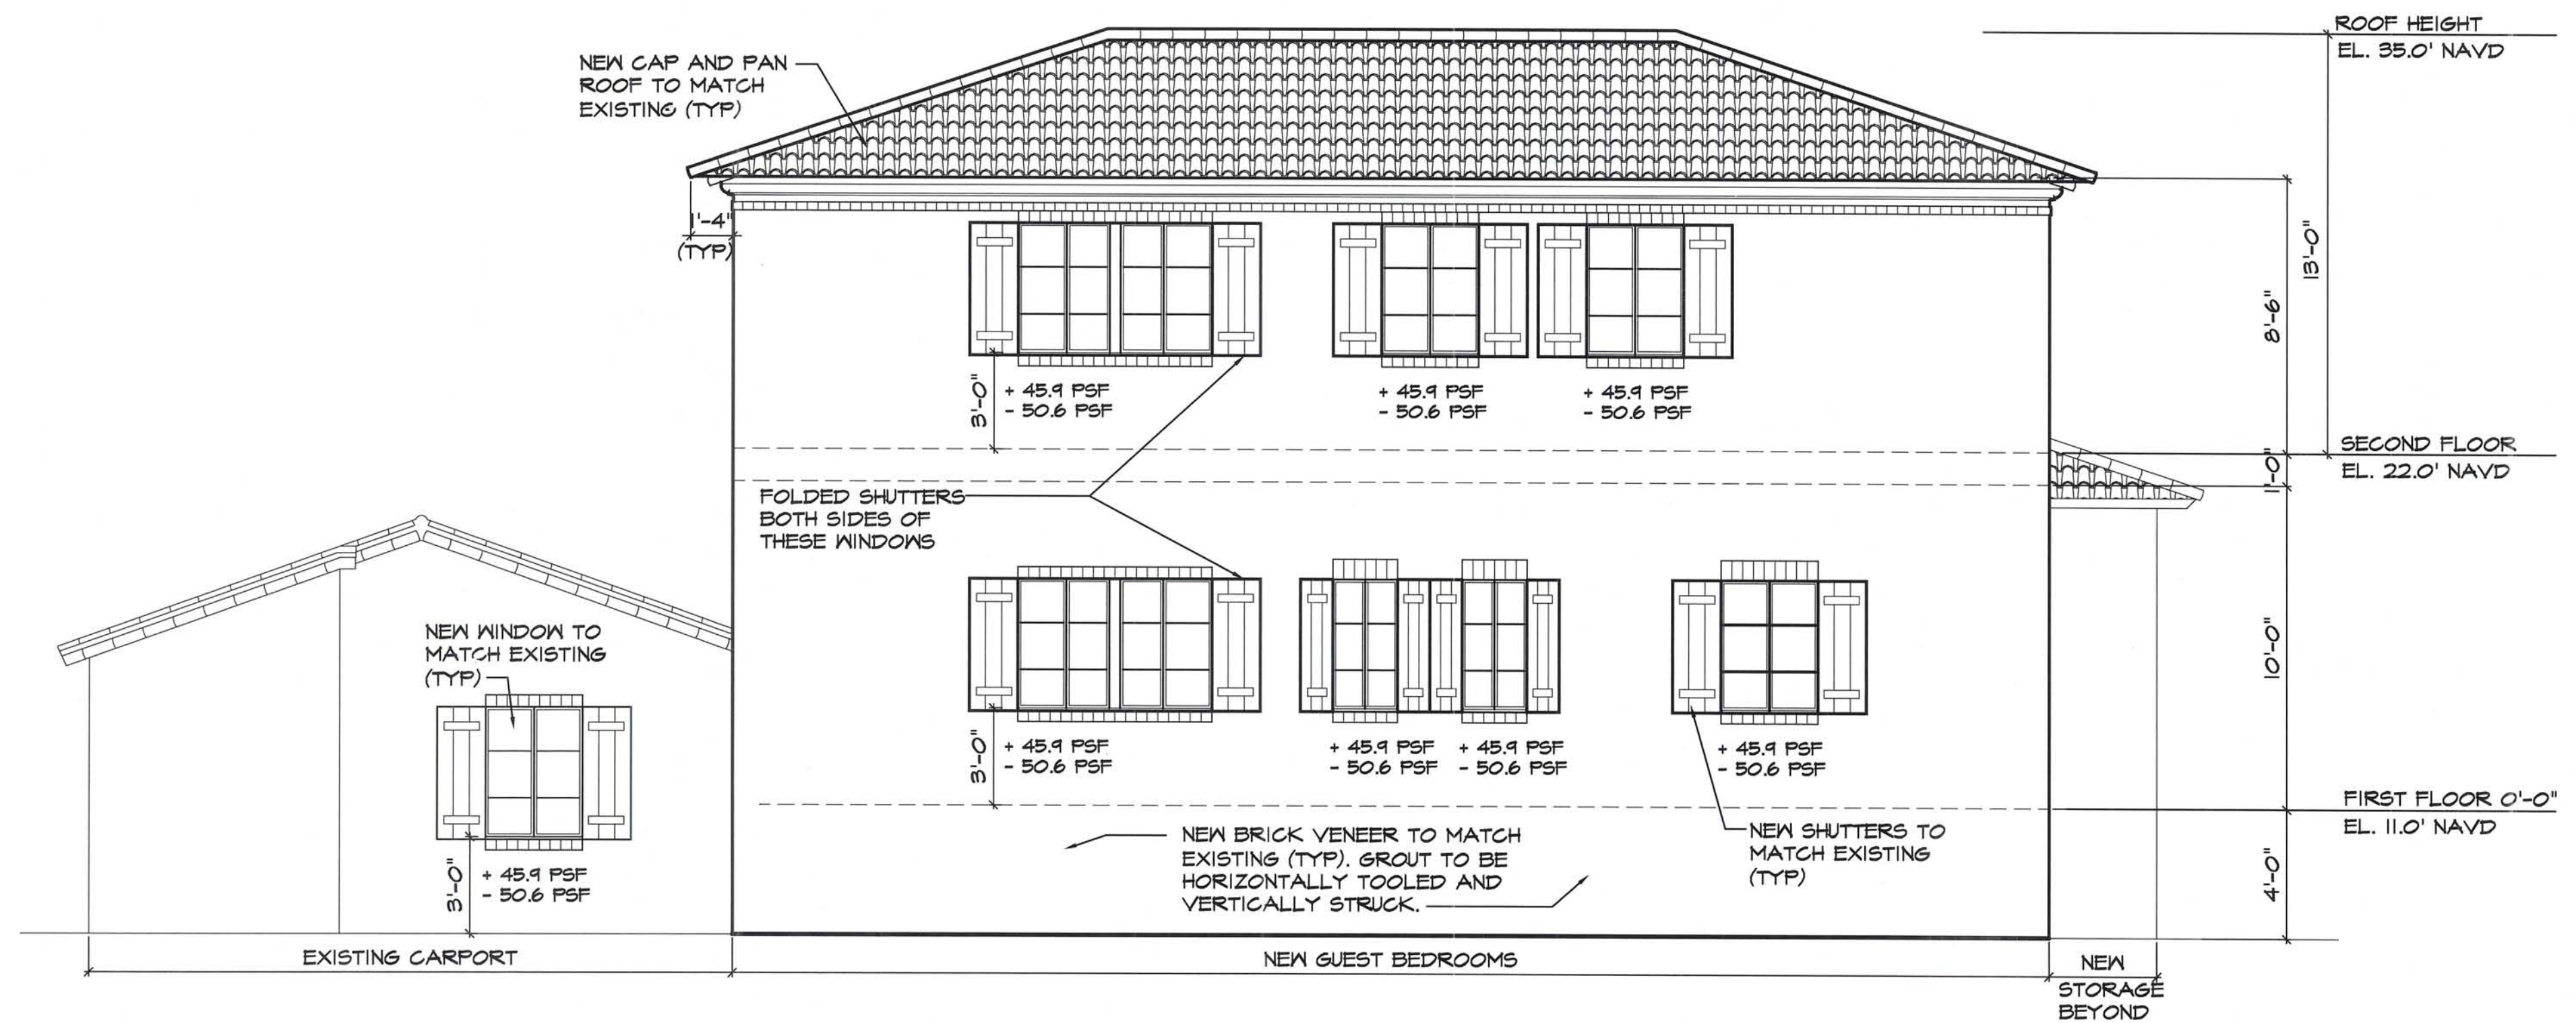 ROOF HEIGHT
EL. 35.0' NAVD
NEW CAP AND PAN
ROOF TO MATCH
EXISTING (TYP)
1'-4"
(TYP)
13'-0"
8'-6"
3'-0"
+ 45.9 PSF
- 50.6 PSF
+ 45.9 PSF
- 50.6 PSF
+ 45.9 PSF
- 50.6 PSF
SECOND FLOOR
EL. 22.0' NAVD
1'-0"
FOLDED SHUTTERS
BOTH SIDES OF
THESE WINDOWS
NEW WINDOW TO
MATCH EXISTING
(TYP)
10'-0"
3'-0"
+ 45.9 PSF
- 50.6 PSF
+ 45.9 PSF
- 50.6 PSF
+ 45.9 PSF
- 50.6 PSF
+ 45.9 PSF
- 50.6 PSF
FIRST FLOOR 0'-0"
EL. 11.0' NAVD
NEW BRICK VENEER TO MATCH
EXISTING (TYP). GROUT TO BE
HORIZONTALLY TOOLED AND
VERTICALLY STRUCK.
NEW SHUTTERS TO
MATCH EXISTING
(TYP)
3'-0"
+ 45.9 PSF
- 50.6 PSF
4'-0"
EXISTING CARPORT
NEW GUEST BEDROOMS
NEW
STORAGE
BEYOND